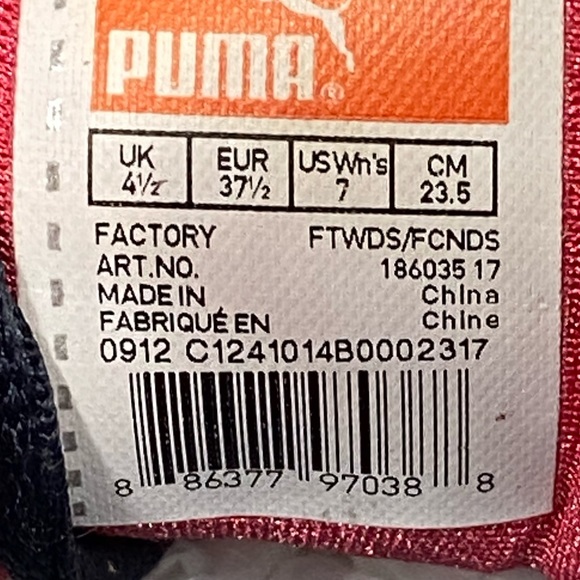 PUMA®
UK EUR US Wn's CM
4½ 37½ 7 23.5
FACTORY FTWDS/FCNDS
ART.NO. 186035 17
MADE IN China
FABRIQUÉ EN Chine
0912 C1241014B0002317
8 86377 97038 8